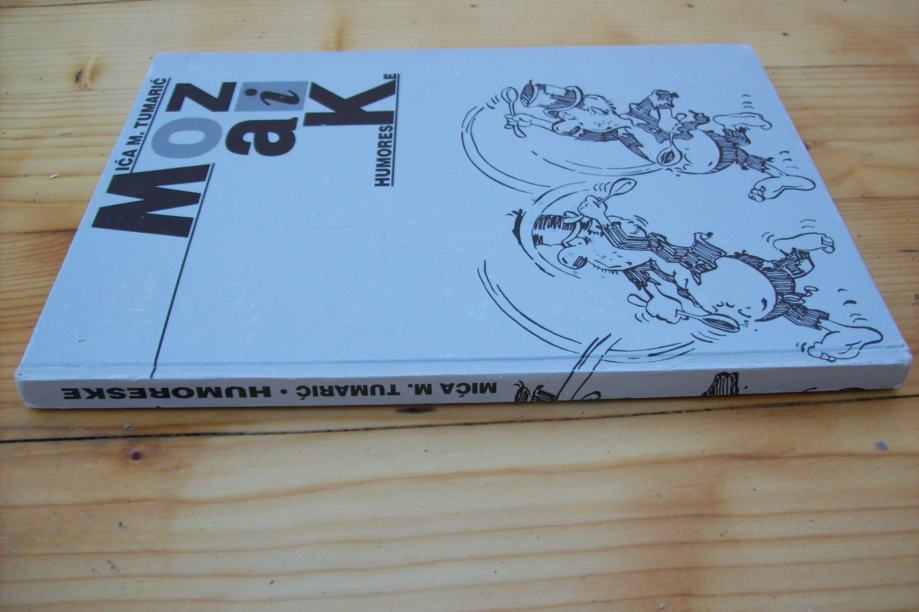 MIĆA M. TUMARIĆ
Mozaik
HUMORESKE
MIĆA M. TUMARIĆ • HUMORESKE